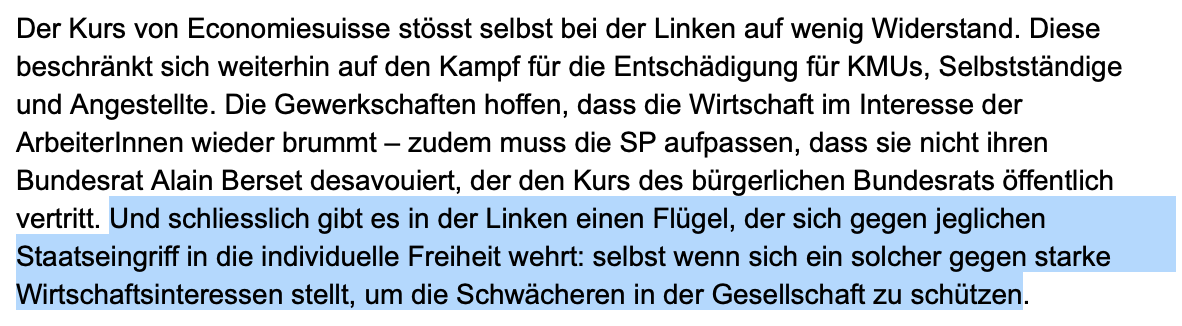 Der Kurs von Economiesuisse stösst selbst bei der Linken auf wenig Widerstand. Diese
beschränkt sich weiterhin auf den Kampf für die Entschädigung für KMUs, Selbstständige
und Angestellte. Die Gewerkschaften hoffen, dass die Wirtschaft im Interesse der
ArbeiterInnen wieder brummt – zudem muss die SP aufpassen, dass sie nicht ihren
Bundesrat Alain Berset desavouiert, der den Kurs des bürgerlichen Bundesrats öffentlich
vertritt. Und schliesslich gibt es in der Linken einen Flügel, der sich gegen jeglichen
Staatseingriff in die individuelle Freiheit wehrt: selbst wenn sich ein solcher gegen starke
Wirtschaftsinteressen stellt, um die Schwächeren in der Gesellschaft zu schützen.